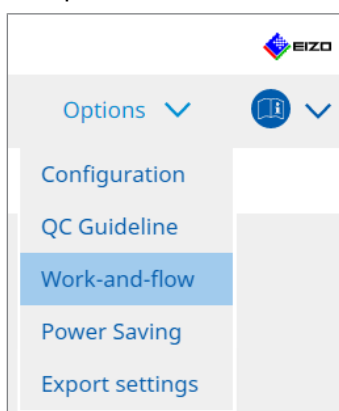 EIZO
Options
Configuration
QC Guideline
Work-and-flow
Power Saving
Export settings